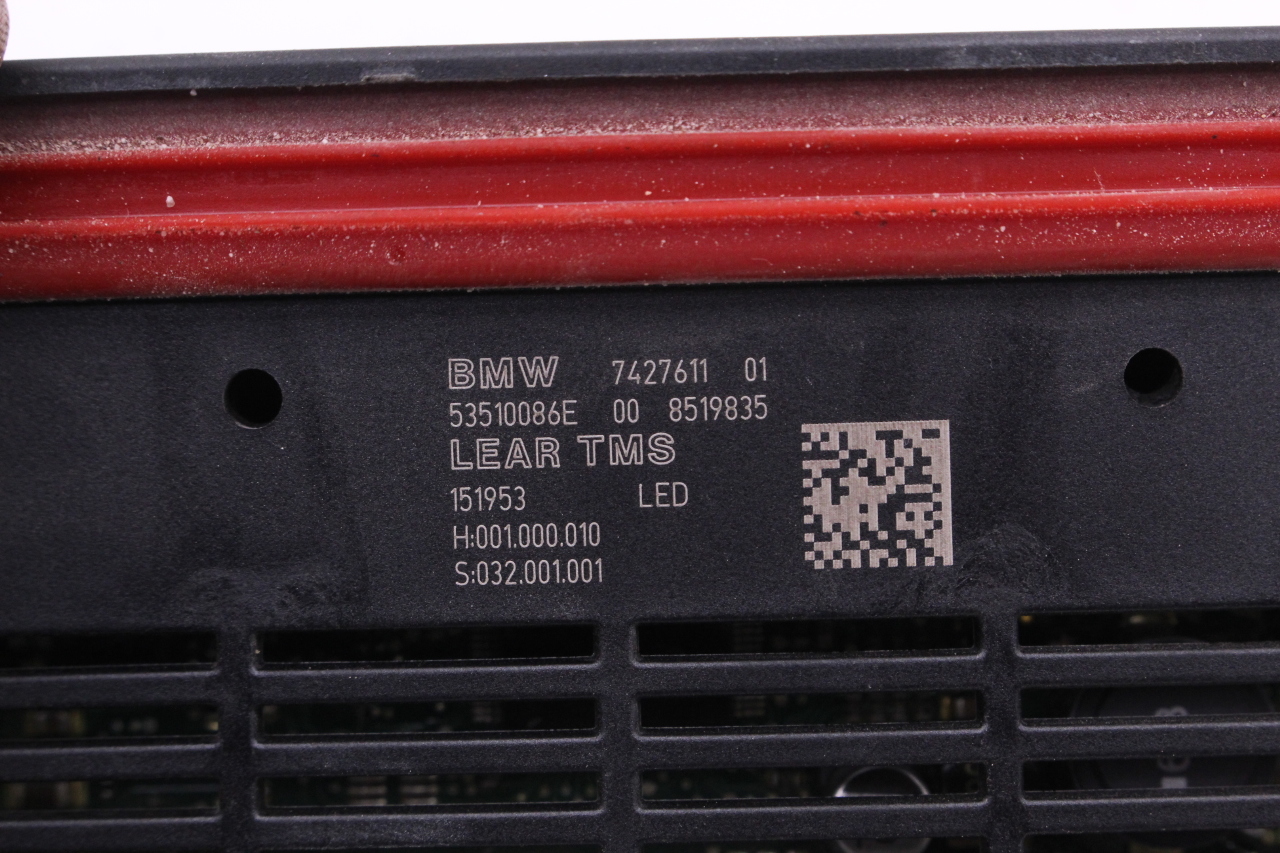 BMW 7427611 01
53510086E 00 8519835
LEAR TMS
151953 LED
H:001.000.010
S:032.001.001